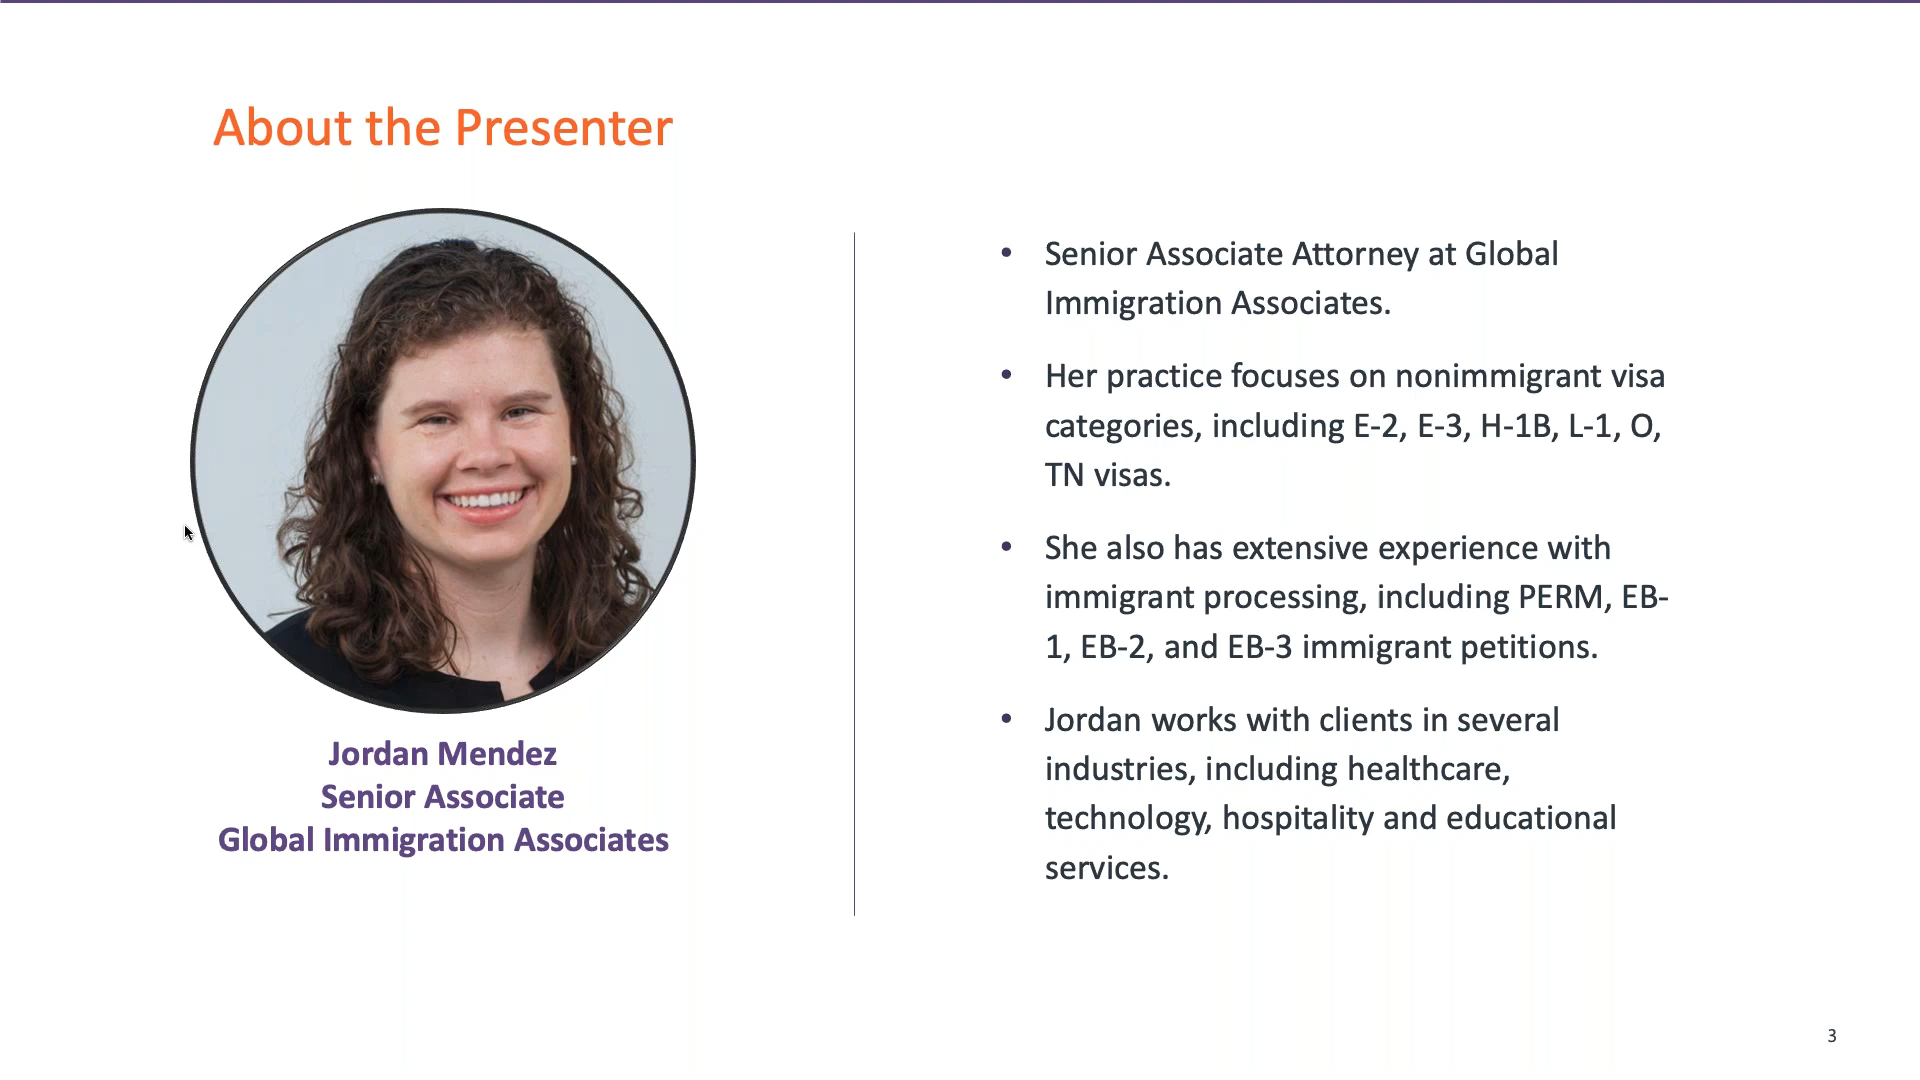 About the Presenter
Jordan Mendez
Senior Associate
Global Immigration Associates
• Senior Associate Attorney at Global
Immigration Associates.
• Her practice focuses on nonimmigrant visa
categories, including E-2, E-3, H-1B, L-1, O,
TN visas.
• She also has extensive experience with
immigrant processing, including PERM, EB-
1, EB-2, and EB-3 immigrant petitions.
• Jordan works with clients in several
industries, including healthcare,
technology, hospitality and educational
services.
3